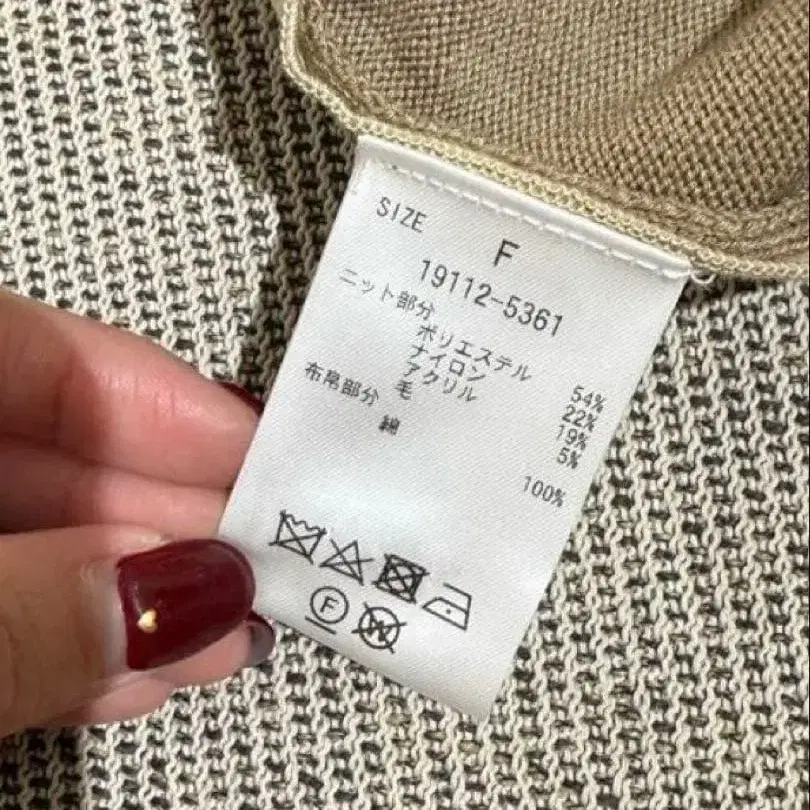 SIZE F
19112-5361
ニット部分
ポリエステル 54%
ナイロン 22%
アクリル 19%
毛 5%
布帛部分
綿 100%
F W